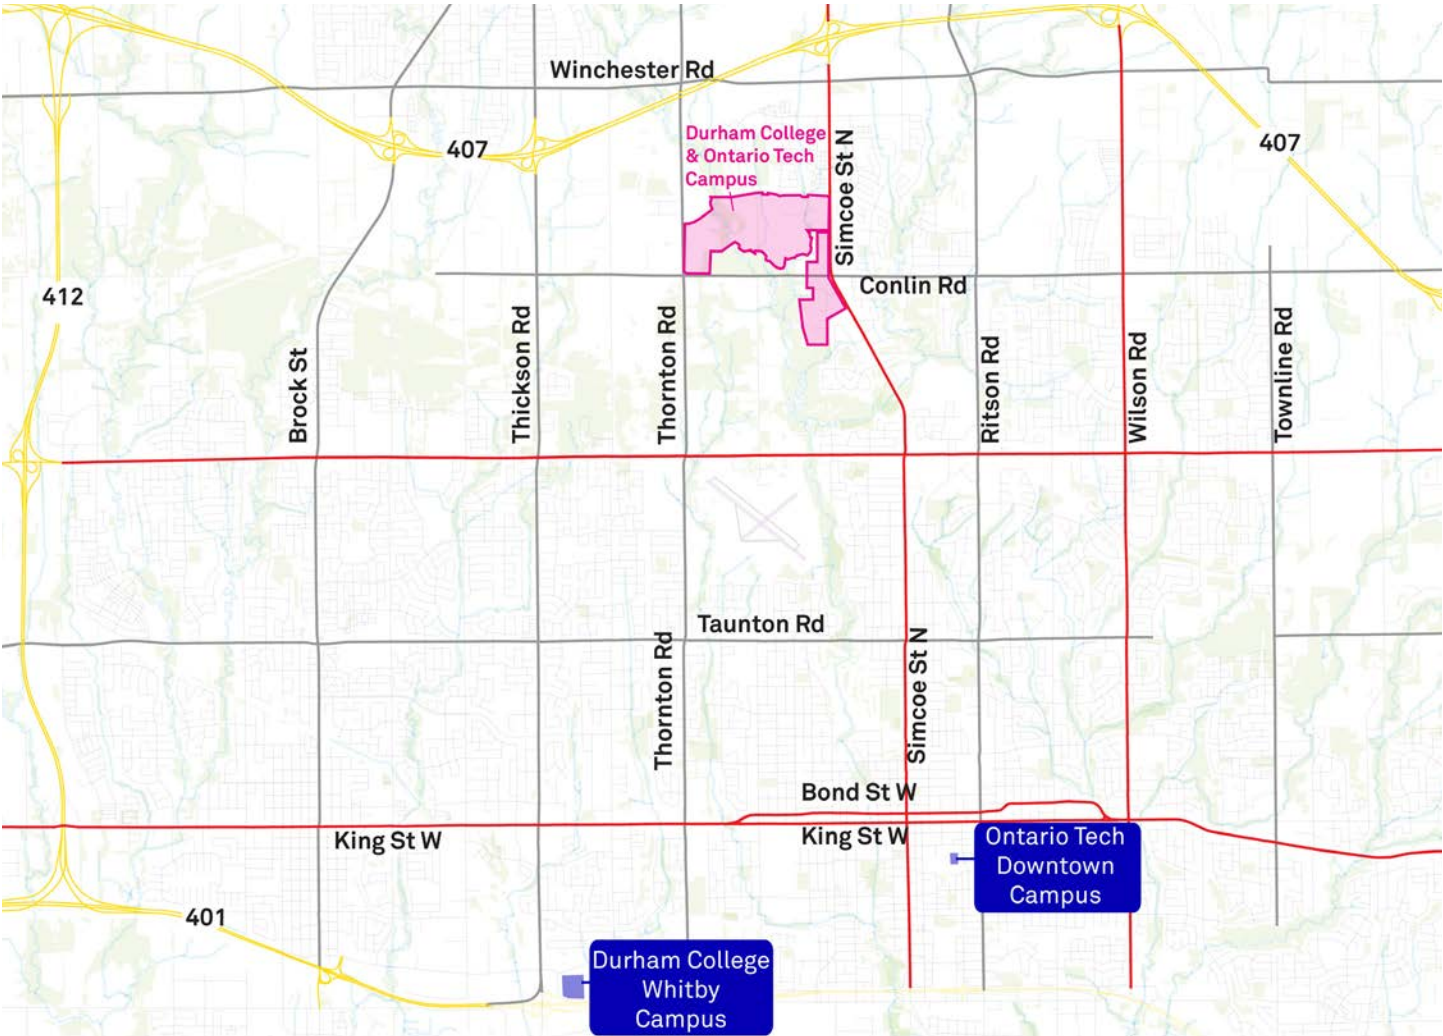 Winchester Rd
Durham College
& Ontario Tech
Campus
407
407
Simcoe St N
Conlin Rd
412
Brock St
Thickson Rd
Thornton Rd
Ritson Rd
Wilson Rd
Townline Rd
Taunton Rd
Thornton Rd
Simcoe St N
Bond St W
King St W
King St W
Ontario Tech
Downtown
Campus
401
Durham College
Whitby
Campus